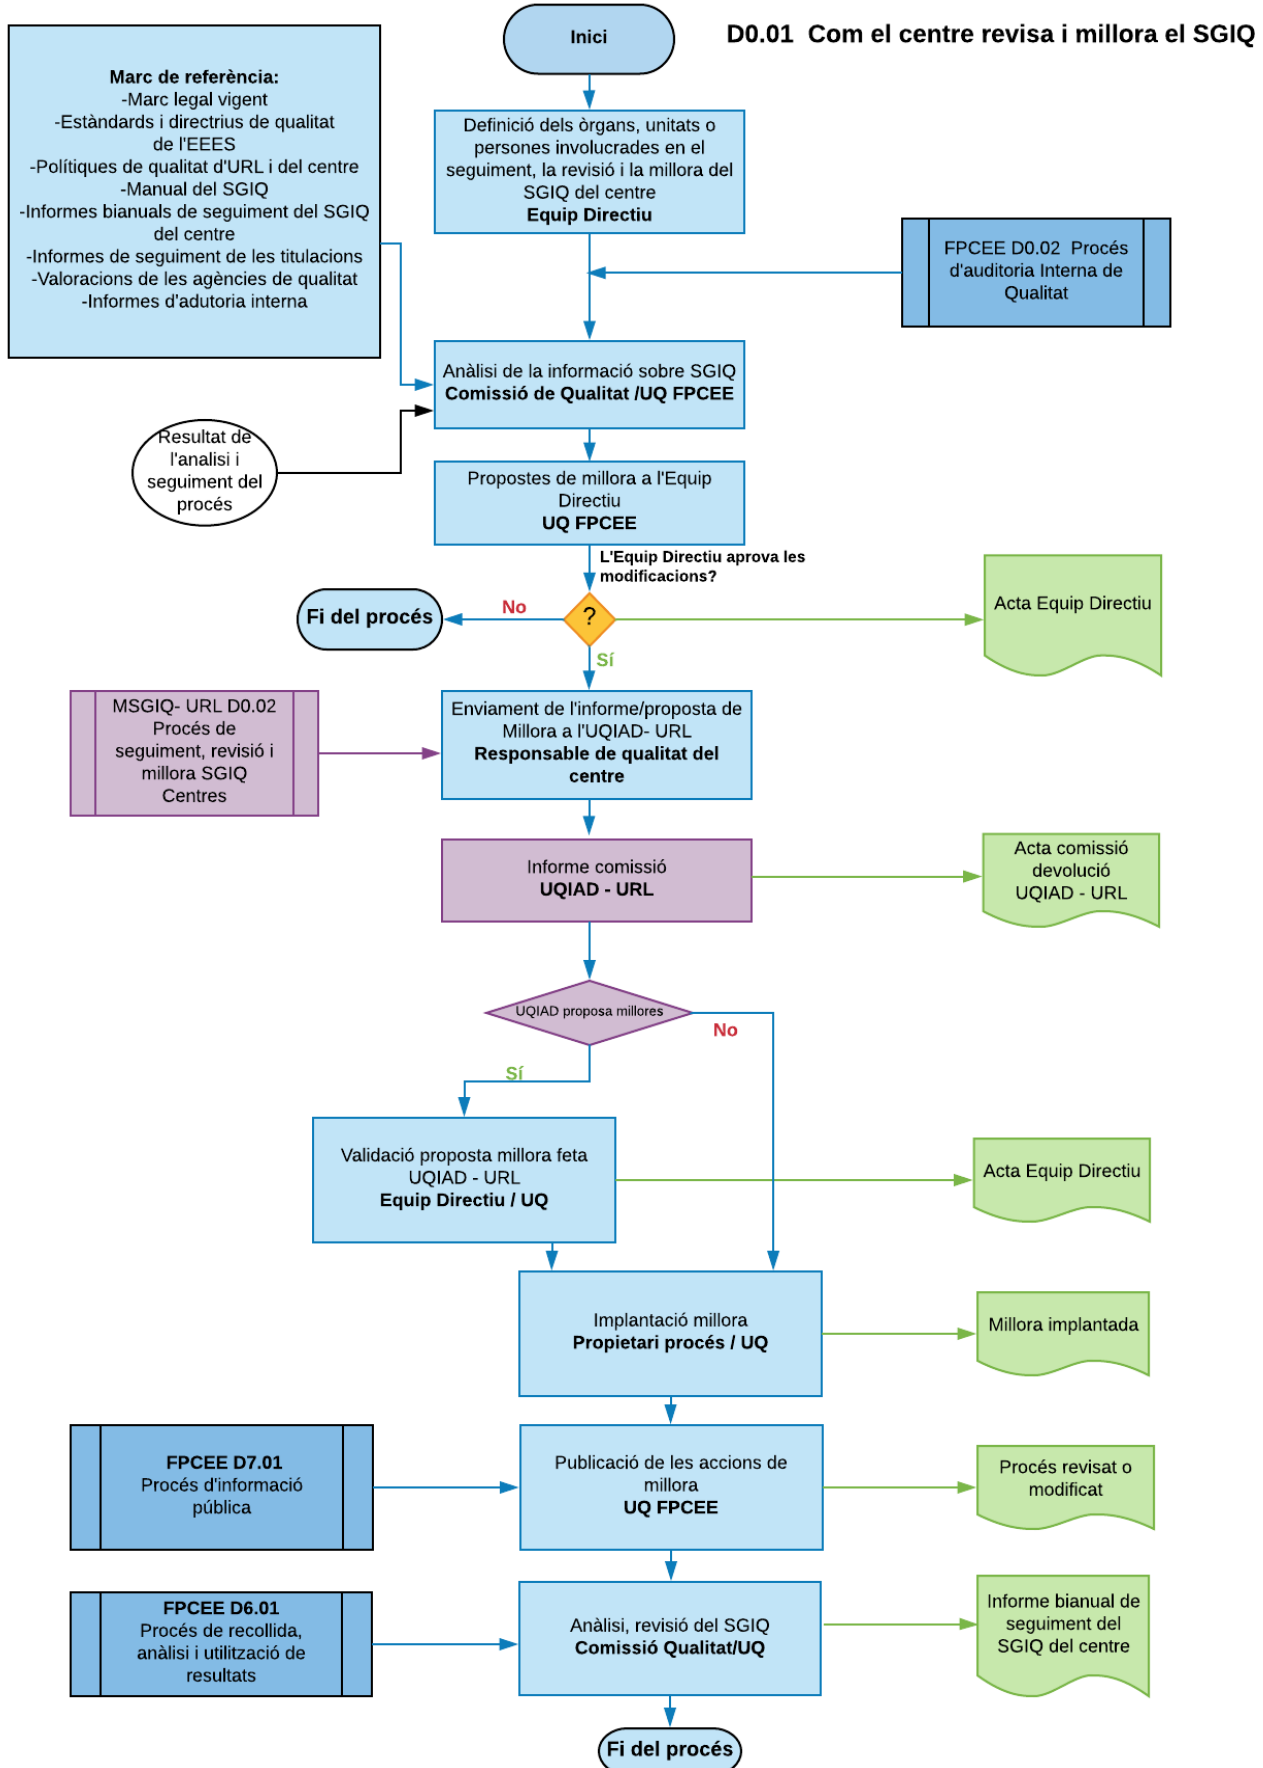 Inici
D0.01 Com el centre revisa i millora el SGIQ
Marc de referència:
-Marc legal vigent
-Estàndards i directrius de qualitat
de l'EEES
-Polítiques de qualitat d'URL i del centre
-Manual del SGIQ
-Informes bianuals de seguiment del SGIQ
del centre
-Informes de seguiment de les titulacions
-Valoracions de les agències de qualitat
-Informes d'adutoria interna
Definició dels òrgans, unitats o
persones involucrades en el
seguiment, la revisió i la millora del
SGIQ del centre
Equip Directiu
FPCEE D0.02 Procés
d'auditoria Interna de
Qualitat
Anàlisi de la informació sobre SGIQ
Comissió de Qualitat /UQ FPCEE
Resultat de
l'analisi i
seguiment del
procés
Propostes de millora a l'Equip
Directiu
UQ FPCEE
L'Equip Directiu aprova les
modificacions?
Fi del procés
No
?
Sí
Acta Equip Directiu
MSGIQ- URL D0.02
Procés de
seguiment, revisió i
millora SGIQ
Centres
Enviament de l'informe/proposta de
Millora a l'UQIAD- URL
Responsable de qualitat del
centre
Informe comissió
UQIAD - URL
Acta comissió
devolució
UQIAD - URL
UQIAD proposa millores
No
Sí
Validació proposta millora feta
UQIAD - URL
Equip Directiu / UQ
Acta Equip Directiu
Implantació millora
Propietari procés / UQ
Millora implantada
FPCEE D7.01
Procés d'informació
pública
Publicació de les accions de
millora
UQ FPCEE
Procés revisat o
modificat
FPCEE D6.01
Procés de recollida,
anàlisi i utilització de
resultats
Anàlisi, revisió del SGIQ
Comissió Qualitat/UQ
Informe bianual de
seguiment del
SGIQ del centre
Fi del procés